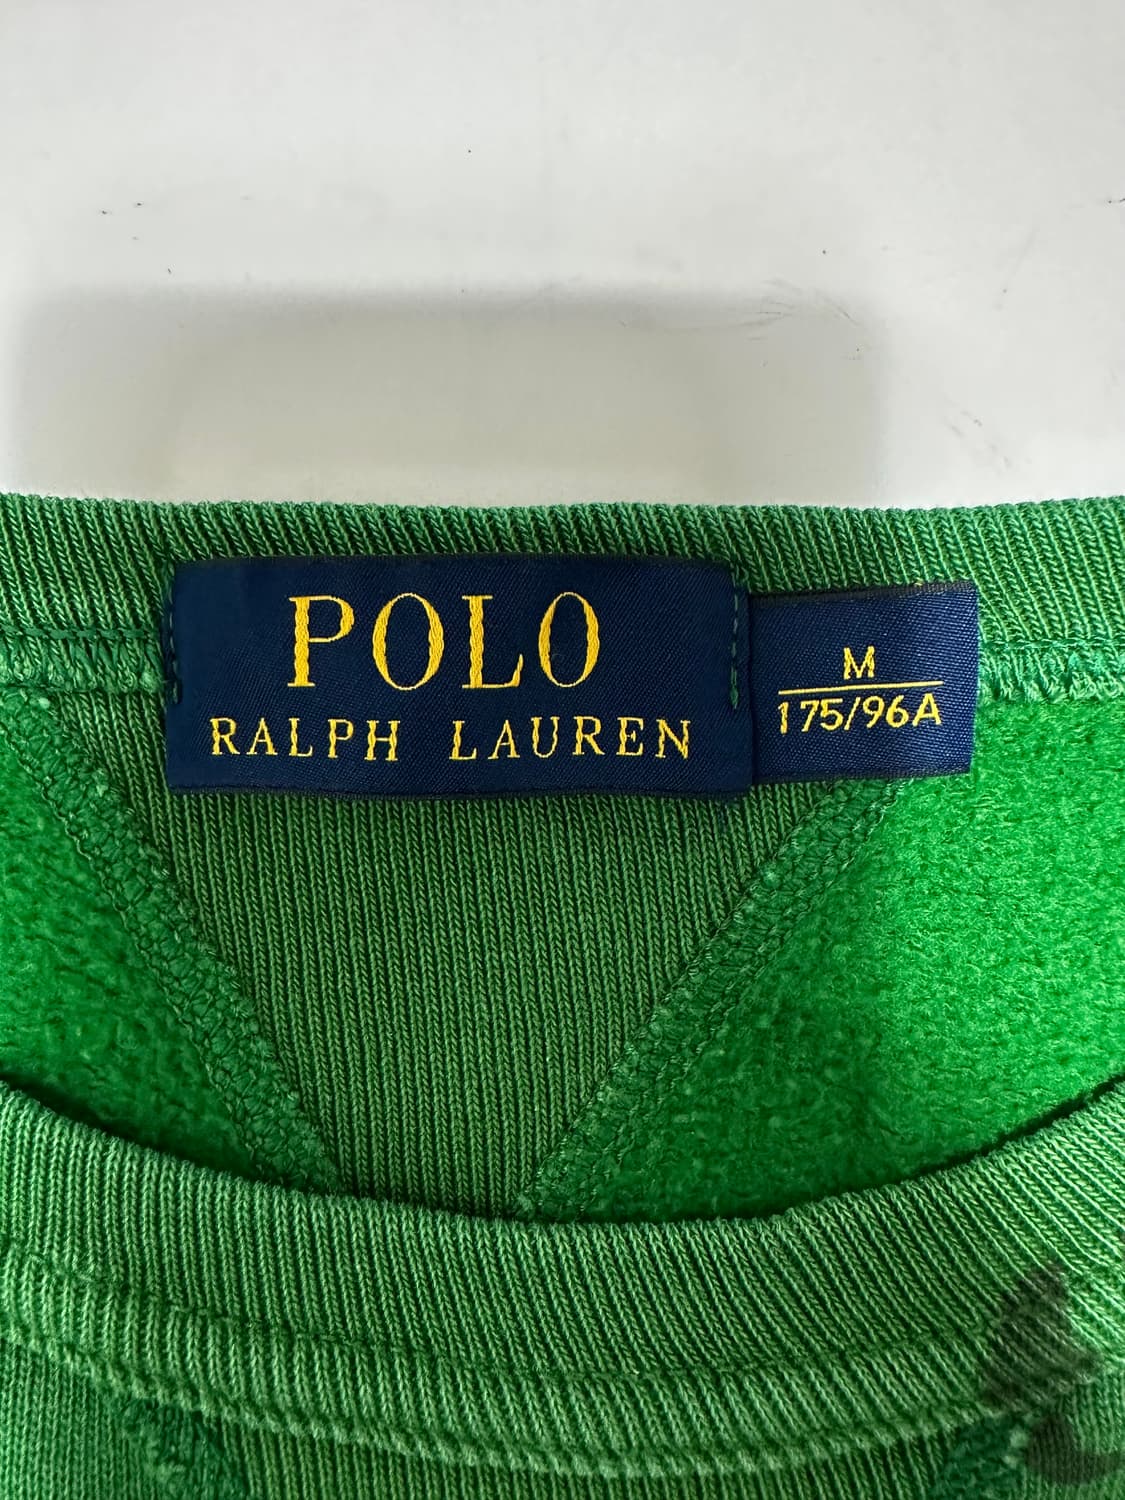 POLO
RALPH LAUREN
M
175/96A